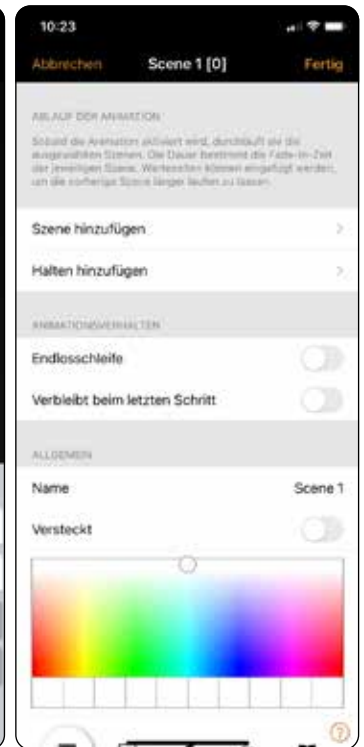 10:23
Abbrechen Scene 1 [0] Fertig
ABLAUF DER ANIMATION
Sobald die Animation aktiviert wird, durchläuft sie die
ausgewählten Szenen. Die Dauer bestimmt die Fade-In-Zeit
der jeweiligen Szene. Wartezeiten können eingefügt werden,
um die vorherige Szene länger laufen zu lassen.
Szene hinzufügen
Halten hinzufügen
ANIMATIONSVERHALTEN
Endlosschleife
Verbleibt beim letzten Schritt
ALLGEMEIN
Name Scene 1
Versteckt
?